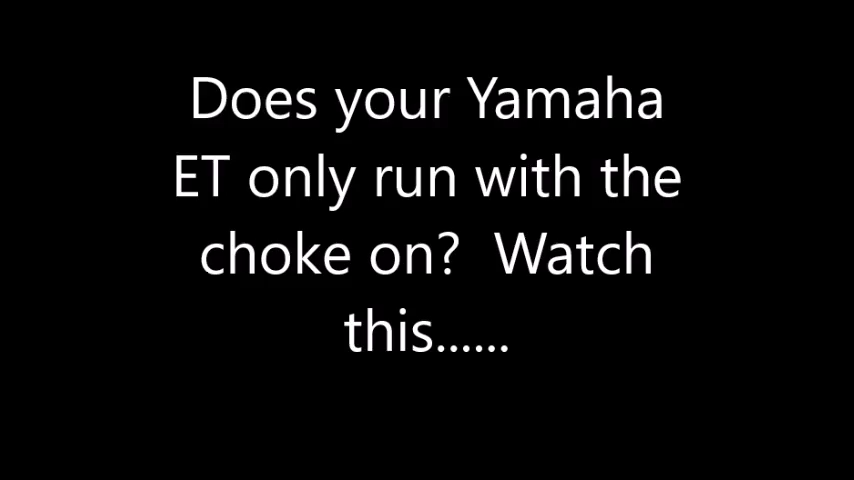 Does your Yamaha
ET only run with the
choke on?  Watch
this......